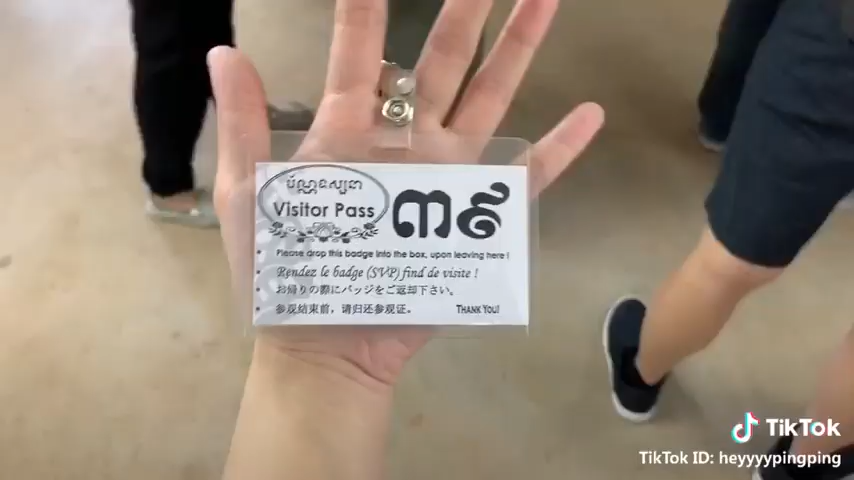 ប័ណ្ណទស្សនា
Visitor Pass
៣៩
Please drop this badge into the box, upon leaving here !
Rendez le badge (SVP) find de visite !
お帰りの際にバッジをご返却下さい。
参观结束前，请归还参观证。 THANK YOU!
TikTok
TikTok ID: heyyyypingping